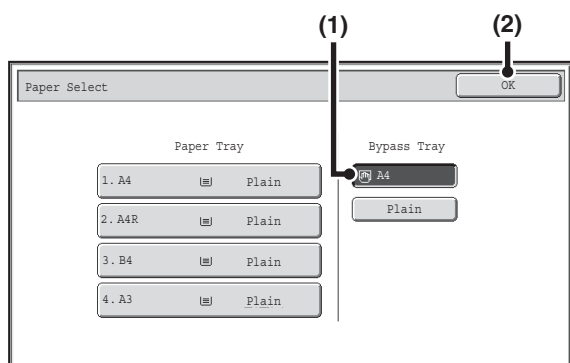 (1) (2)
Paper Select OK
Paper Tray Bypass Tray
1. A4 Plain A4
2. A4R Plain Plain
3. B4 Plain
4. A3 Plain